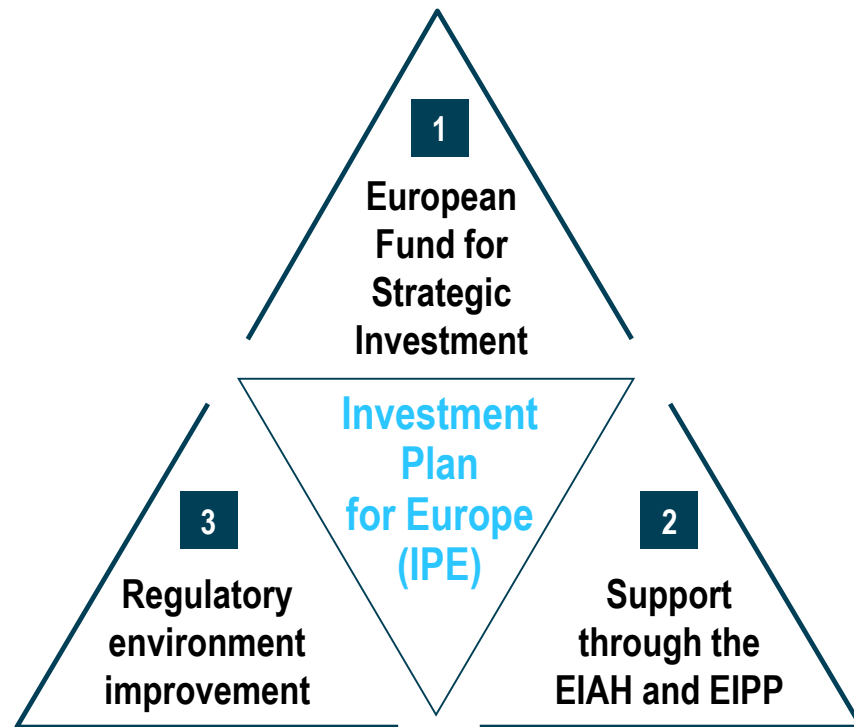 1
European
Fund for
Strategic
Investment
Investment
Plan
for Europe
(IPE)
3
Regulatory
environment
improvement
2
Support
through the
EIAH and EIPP